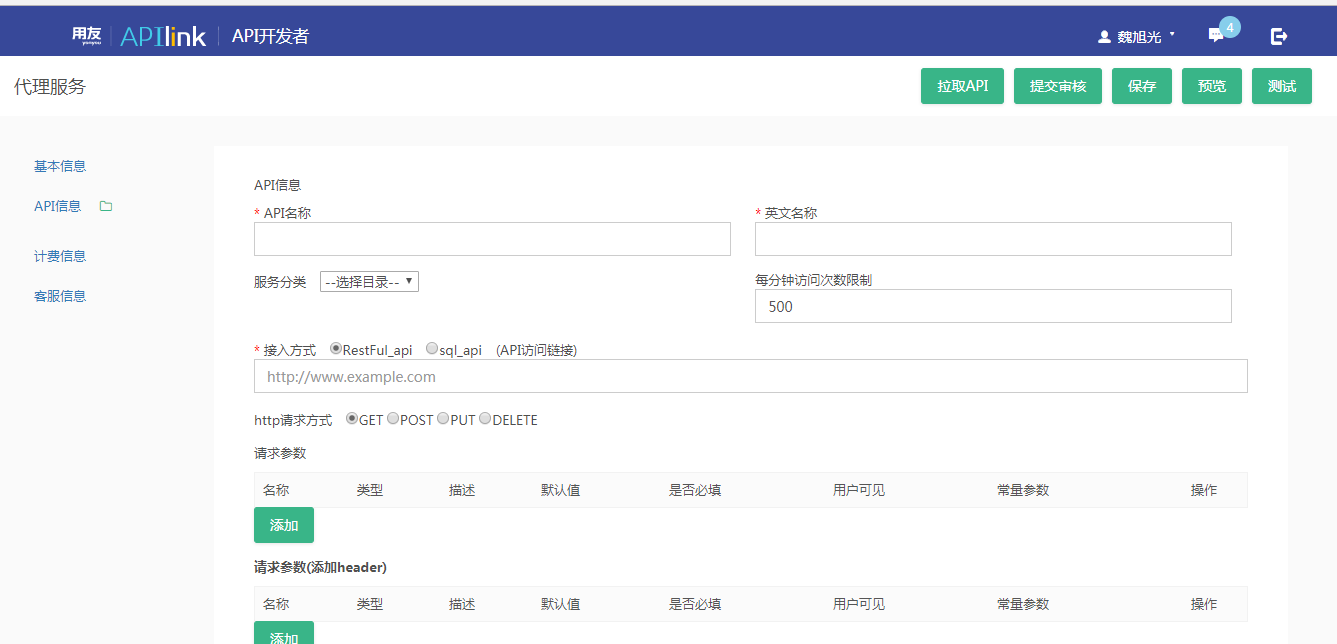 用友 yonyou APIlink API开发者 魏旭光 4
代理服务 拉取API 提交审核 保存 预览 测试
基本信息
API信息
计费信息
客服信息
API信息
* API名称 * 英文名称
服务分类 --选择目录-- 每分钟访问次数限制
500
* 接入方式 RestFul_api sql_api (API访问链接)
http://www.example.com
http请求方式 GET POST PUT DELETE
请求参数
名称 类型 描述 默认值 是否必填 用户可见 常量参数 操作
添加
请求参数(添加header)
名称 类型 描述 默认值 是否必填 用户可见 常量参数 操作
添加